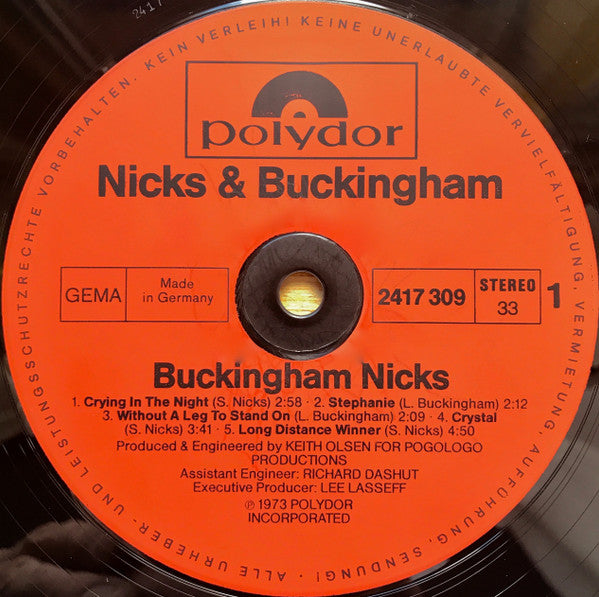 2417
ALLE URHEBER- UND LEISTUNGSSCHUTZRECHTE VORBEHALTEN. KEIN VERLEIH! KEINE UNERLAUBTE VERVIELFÄLTIGUNG, VERMIETUNG, AUFFÜHRUNG, SENDUNG! ·
polydor
Nicks & Buckingham
GEMA
Made
in Germany
2417 309
STEREO
33
1
Buckingham Nicks
1. Crying In The Night (S. Nicks) 2:58 · 2. Stephanie (L. Buckingham) 2:12
3. Without A Leg To Stand On (L. Buckingham) 2:09 · 4. Crystal
(S. Nicks) 3:41 · 5. Long Distance Winner (S. Nicks) 4:50
Produced & Engineered by KEITH OLSEN FOR POGOLOGO
PRODUCTIONS
Assistant Engineer: RICHARD DASHUT
Executive Producer: LEE LASSEFF
℗ 1973 POLYDOR
INCORPORATED